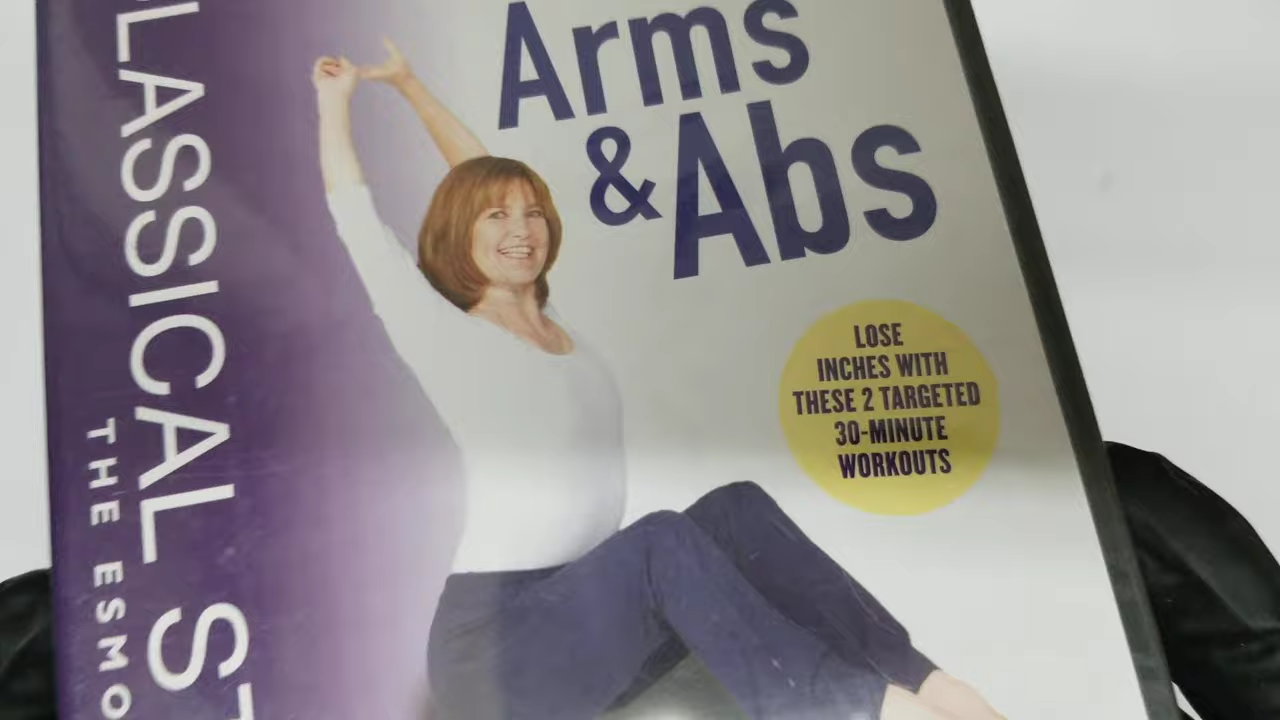 LASSICAL ST
THE ESMO
Arms
& Abs
LOSE
INCHES WITH
THESE 2 TARGETED
30-MINUTE
WORKOUTS